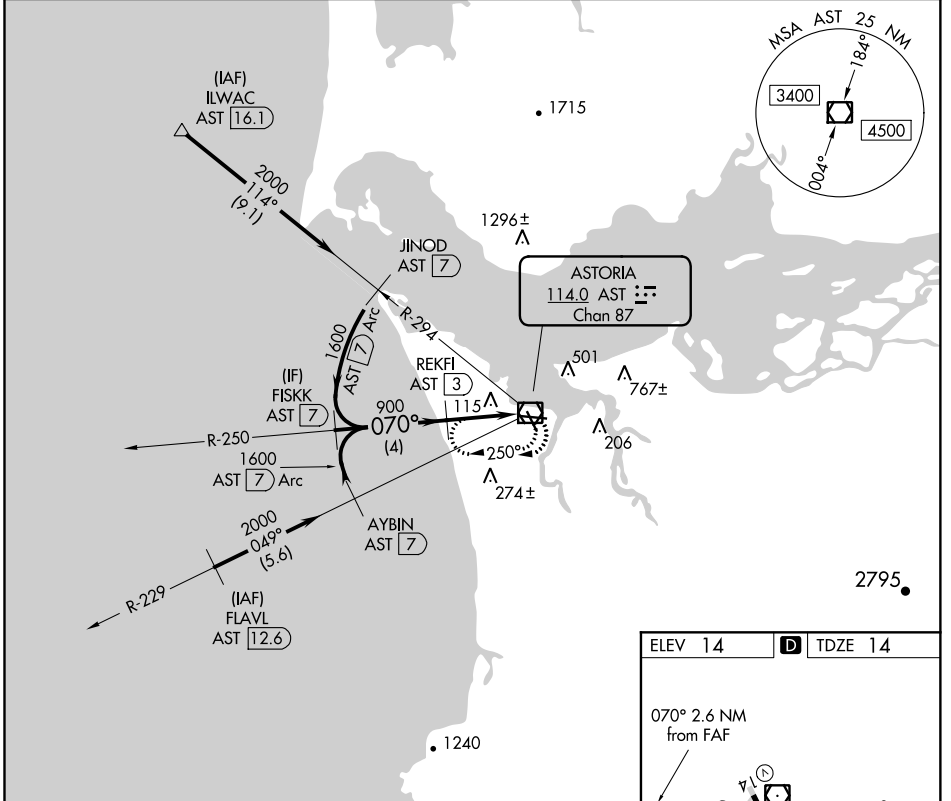 MSA AST 25 NM
184°
3400
4500
004°
(IAF)
ILWAC
AST 16.1
2000
114°
(9.1)
1715
1296±
JINOD
AST 7
ASTORIA
114.0 AST
Chan 87
R-294
1600
AST 7 Arc
REKFI
AST 3
501
767±
(IF)
FISKK
AST 7
115
900
070°
(4)
206
R-250
250°
1600
AST 7 Arc
274±
AYBIN
AST 7
2000
049°
(5.6)
R-229
(IAF)
FLAVL
AST 12.6
2795
ELEV 14
D
TDZE 14
070° 2.6 NM
from FAF
1240
14
V